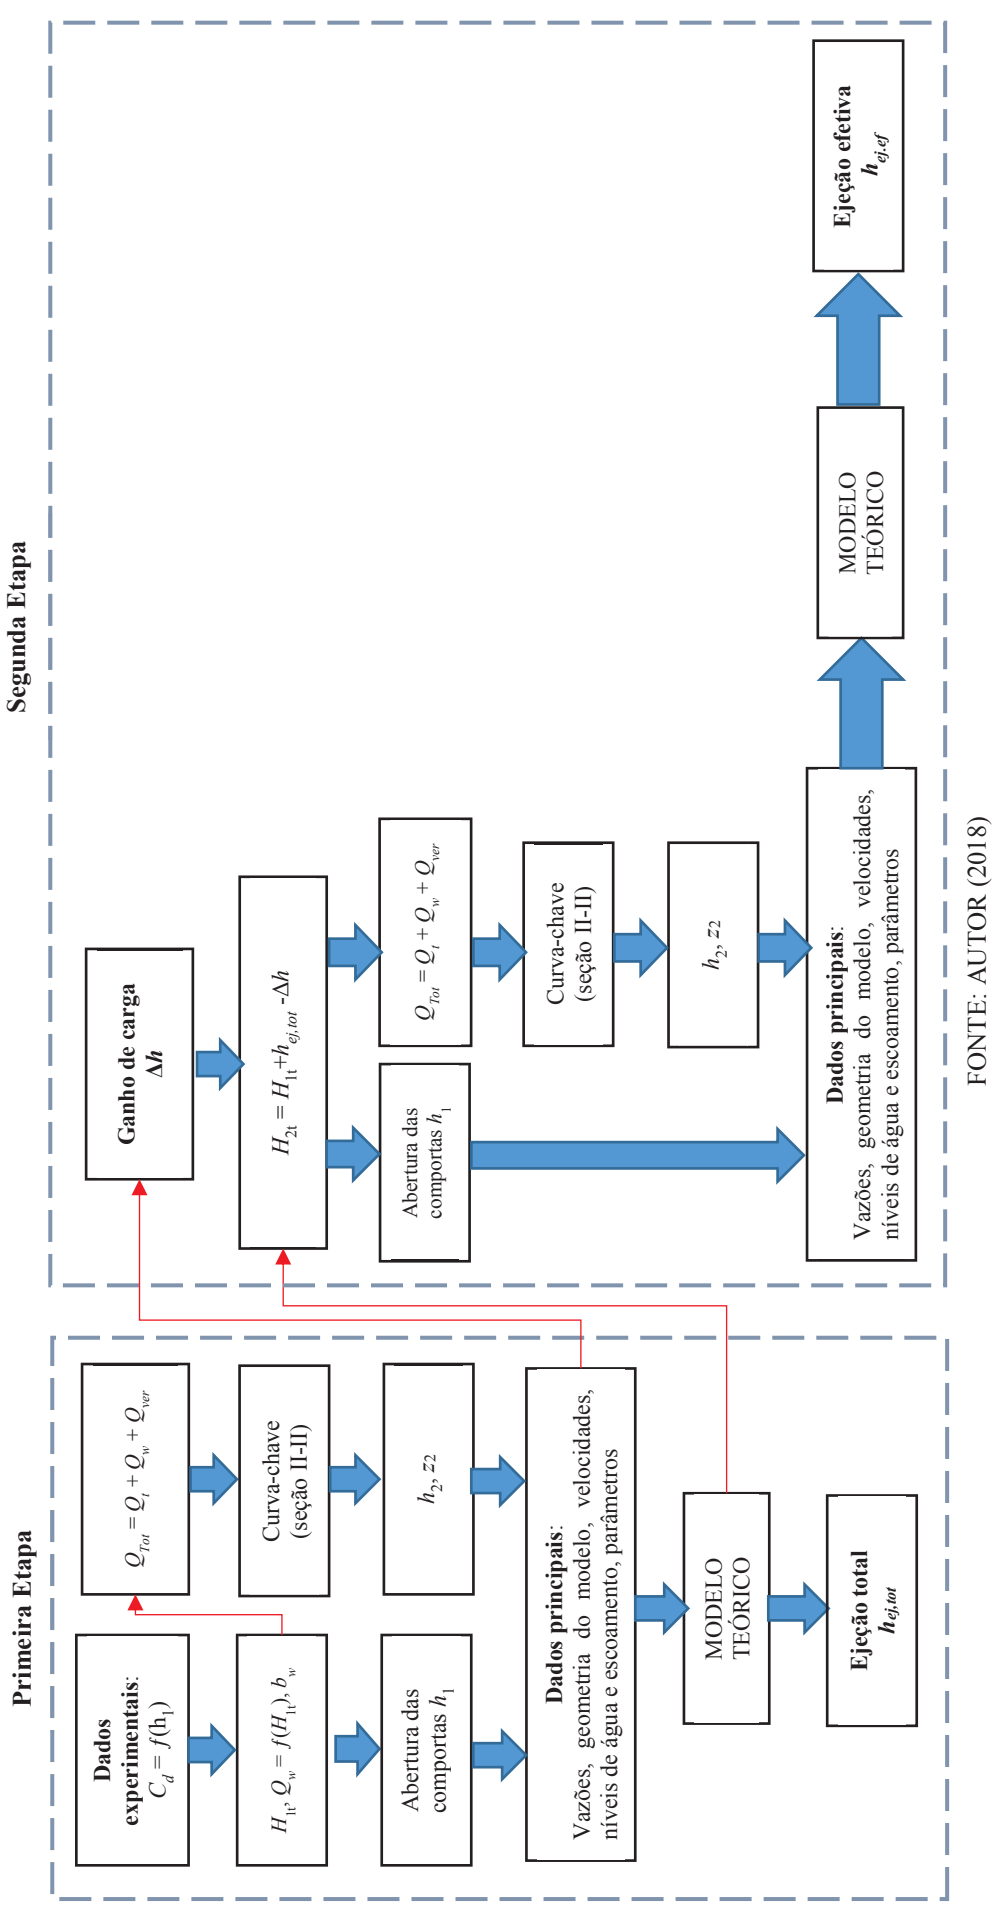 Primeira Etapa
Dados
experimentais:
C_d = f(h_1)
H_1t, Q_w = f(H_1t), b_w
Abertura das
comportas h_1
Q_Tot = Q_t + Q_w + Q_ver
Curva-chave
(seção II-II)
h_2, z_2
Dados principais:
Vazões, geometria do modelo, velocidades,
níveis de água e escoamento, parâmetros
MODELO
TEÓRICO
Ejeção total
h_ej,tot
Segunda Etapa
Ganho de carga
Δh
H_2t = H_1t+h_ej,tot -Δh
Abertura das
comportas h_1
Q_Tot = Q_t + Q_w + Q_ver
Curva-chave
(seção II-II)
h_2, z_2
Dados principais:
Vazões, geometria do modelo, velocidades,
níveis de água e escoamento, parâmetros
MODELO
TEÓRICO
Ejeção efetiva
h_ej.ef
FONTE: AUTOR (2018)